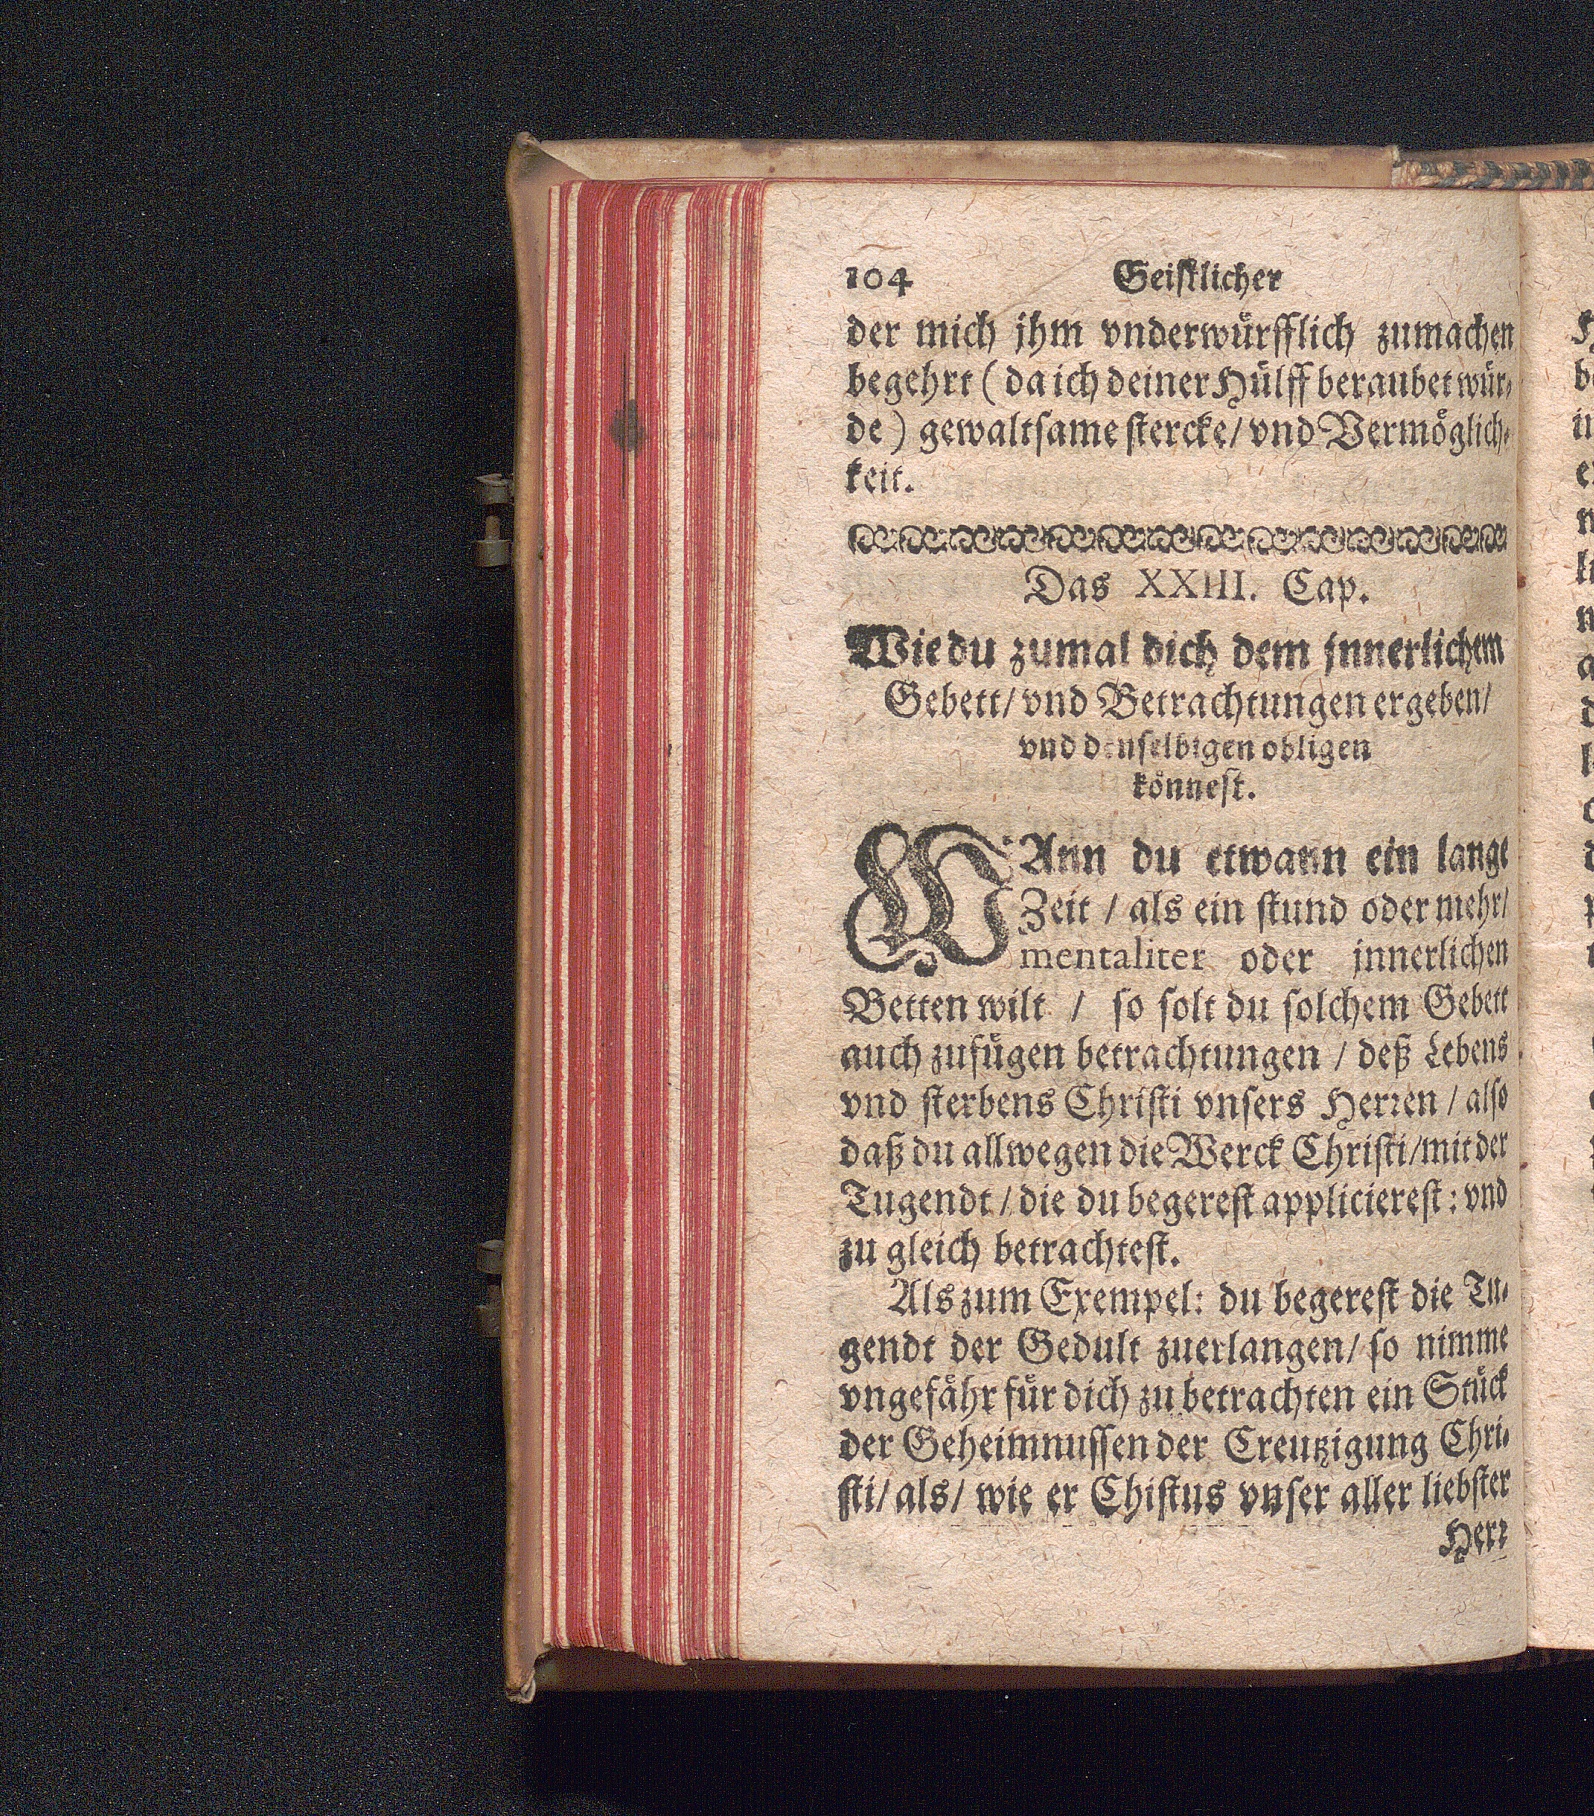 104 Geiſtlicher
der mich jhm vnderwürfflich zumachen
begehrt (da ich deiner Hülff beraubet wür-
de) gewaltſame ſtercke/ vnd Vermöglich-
keit.
Das XXIII. Cap.
Wie du zumal dich dem jnnerlichem
Gebett/ vnd Betrachtungen ergeben/
vnd denſelbigen obligen
könneſt.
WAnn du etwann ein lange
Zeit / als ein ſtund oder mehr/
mentaliter oder jnnerlichen
Betten wilt / ſo ſolt du ſolchem Gebett
auch zufügen betrachtungen / deß Lebens
vnd ſterbens Chriſti vnſers Herꝛen / alſo
daß du allwegen die Werck Chriſti/mit der
Tugendt / die du begereſt appliciereſt: vnd
zu gleich betrachteſt.
Als zum Exempel: du begereſt die Tu-
gendt der Gedult zuerlangen/ ſo nimme
vngefähr für dich zu betrachten ein Stück
der Geheimnuſſen der Creutzigung Chri-
ſti/ als/ wie er Chiſtus vnſer aller liebſter
Herꝛ